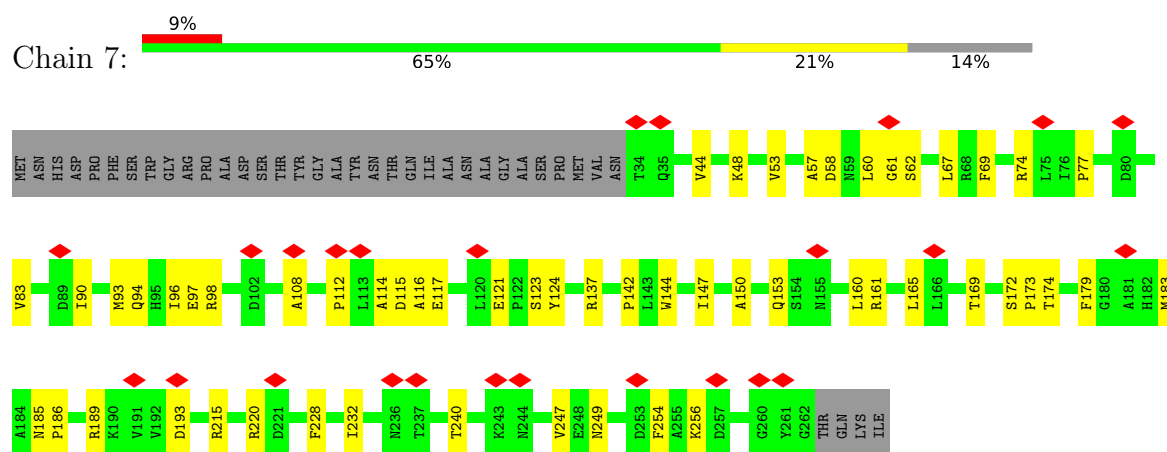 9%
Chain 7:
65% 21% 14%
MET ASN HIS ASP PRO PHE SER TRP GLY ARG PRO ALA ASP SER THR TYR GLY ALA TYR ASN THR GLN ILE ALA ASN ALA GLY ALA SER PRO MET VAL ASN T34 Q35 V44 K48 V53 A57 D58 N59 L60 G61 S62 L67 R68 F69 R74 L75 I76 P77 D80
V83 D89 I90 M93 Q94 H95 I96 E97 R98 D102 A108 P112 L113 A114 D115 A116 E117 L120 E121 P122 S123 Y124 R137 P142 L143 W144 I147 A150 Q153 S154 N155 L160 R161 L165 L166 T169 S172 P173 T174 F179 G180 A181 H182 M183
A184 N185 P186 R189 K190 V191 V192 D193 R215 R220 D221 F228 I232 N236 T237 T240 K243 N244 V247 E248 N249 D253 F254 A255 K256 D257 G260 Y261 G262 THR GLN LYS ILE